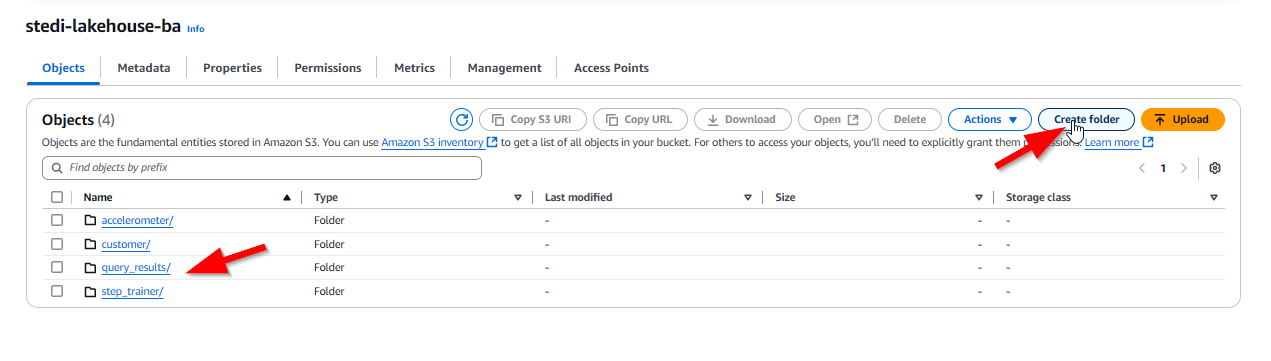 stedi-lakehouse-ba Info
Objects Metadata Properties Permissions Metrics Management Access Points
Objects (4) Copy S3 URI Copy URL Download Open Delete Actions Create folder Upload
Objects are the fundamental entities stored in Amazon S3. You can use Amazon S3 inventory to get a list of all objects in your bucket. For others to access your objects, you'll need to explicitly grant them Learn more
Find objects by prefix 1
Name Type Last modified Size Storage class
accelerometer/ Folder - - -
customer/ Folder - - -
query_results/ Folder - - -
step_trainer/ Folder - - -